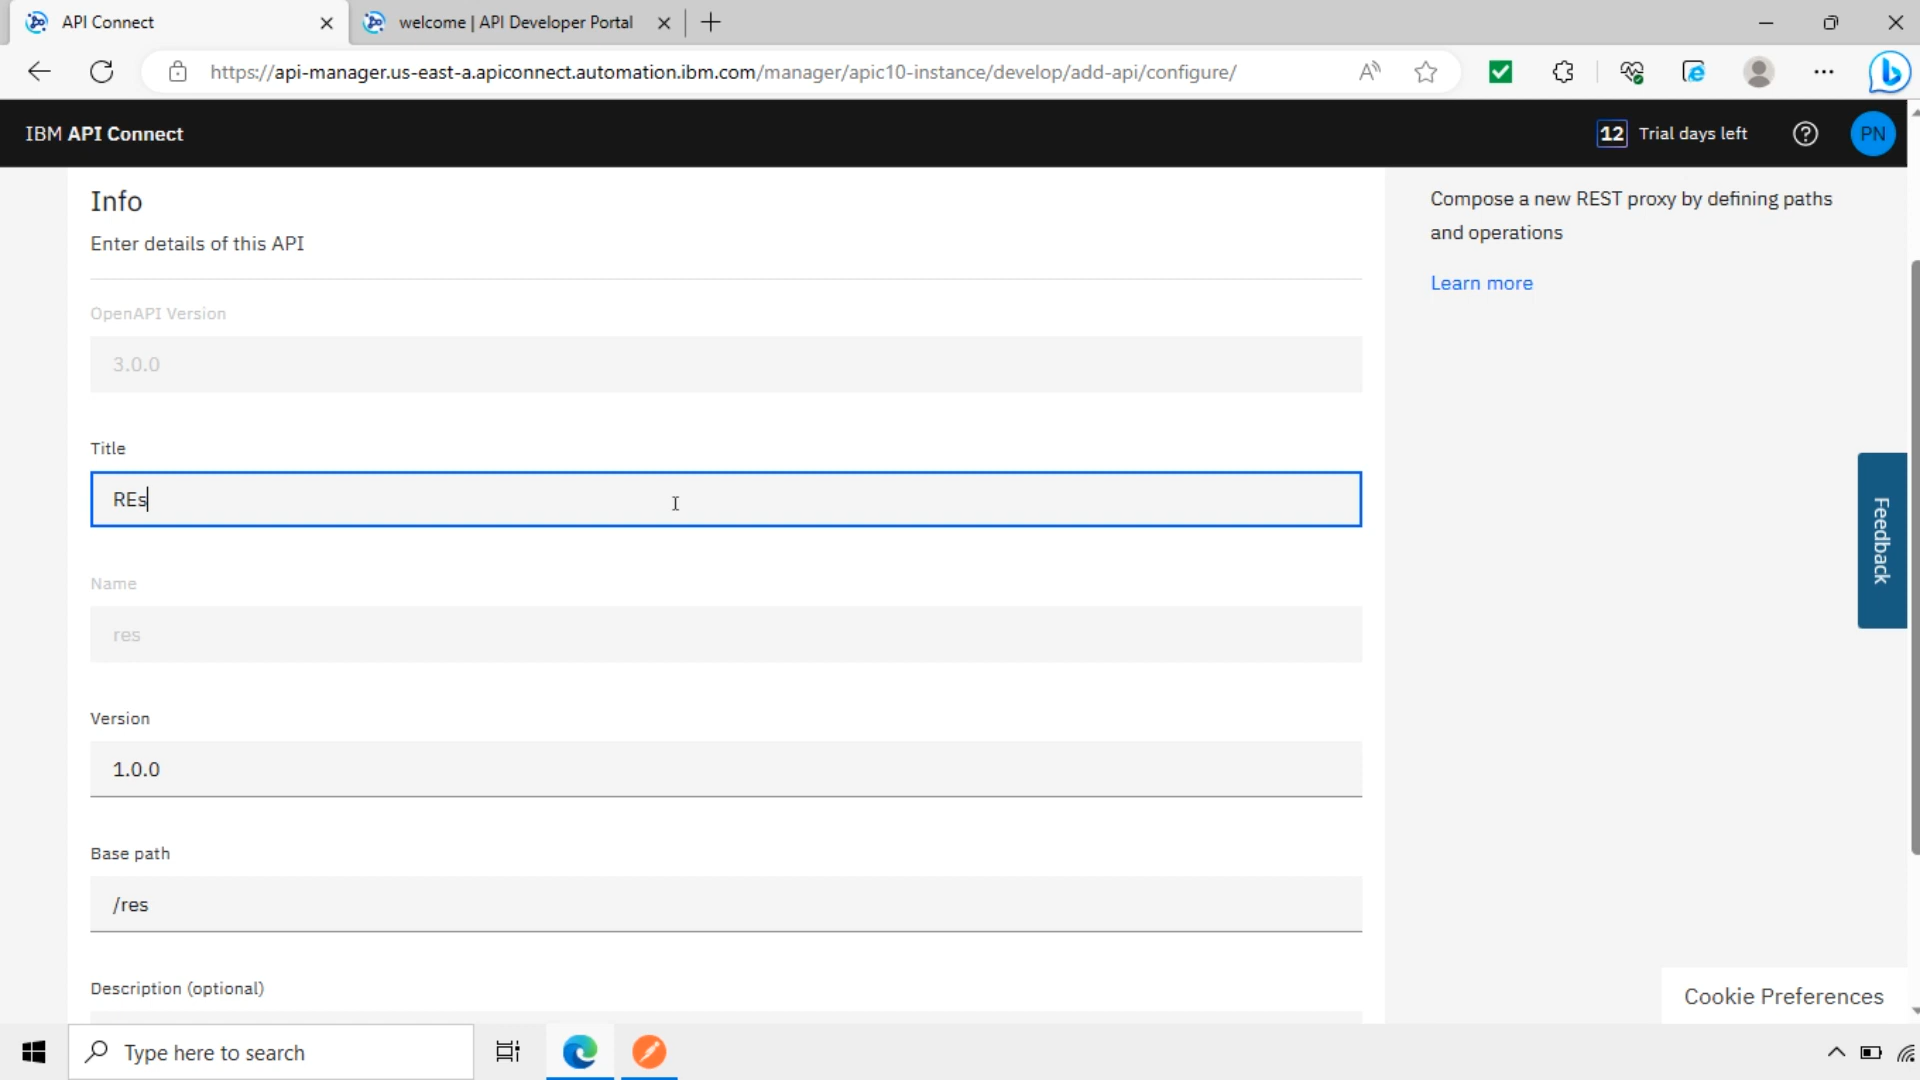 API Connect
welcome | API Developer Portal
https://api-manager.us-east-a.apiconnect.automation.ibm.com/manager/apic10-instance/develop/add-api/configure/
IBM API Connect
12 Trial days left
PN
Info
Enter details of this API
Compose a new REST proxy by defining paths
and operations
Learn more
OpenAPI Version
3.0.0
Title
REs
Name
res
Version
1.0.0
Base path
/res
Description (optional)
Feedback
Cookie Preferences
Type here to search